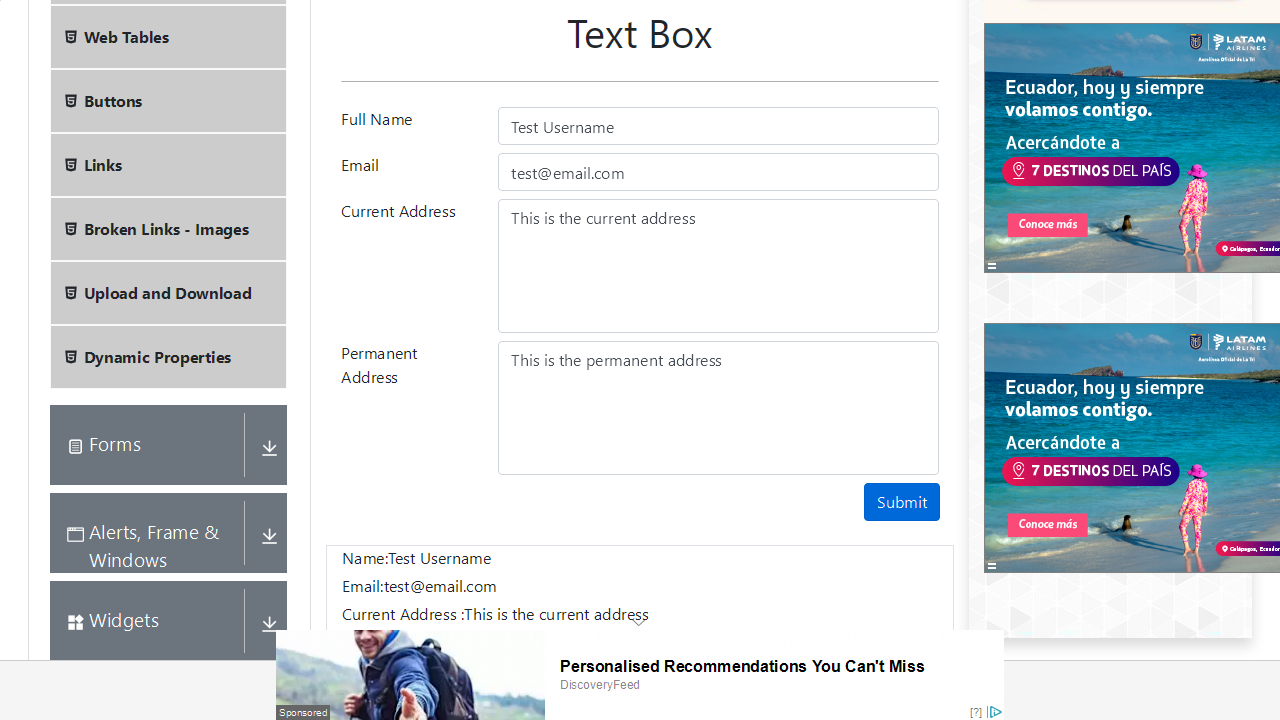 Web Tables
Buttons
Links
Broken Links - Images
Upload and Download
Dynamic Properties
Forms
Alerts, Frame &
Windows
Widgets
Text Box
Full Name
Test Username
Email
test@email.com
Current Address
This is the current address
Permanent
Address
This is the permanent address
Submit
Name:Test Username
Email:test@email.com
Current Address :This is the current address
LATAM
AIRLINES
Aerolínea Oficial de La Tri
Ecuador, hoy y siempre
volamos contigo.
Acercándote a
7 DESTINOS DEL PAÍS
Conoce más
Galápagos, Ecuador
LATAM
AIRLINES
Aerolínea Oficial de La Tri
Ecuador, hoy y siempre
volamos contigo.
Acercándote a
7 DESTINOS DEL PAÍS
Conoce más
Galápagos, Ecuador
Personalised Recommendations You Can't Miss
DiscoveryFeed
Sponsored
[?]